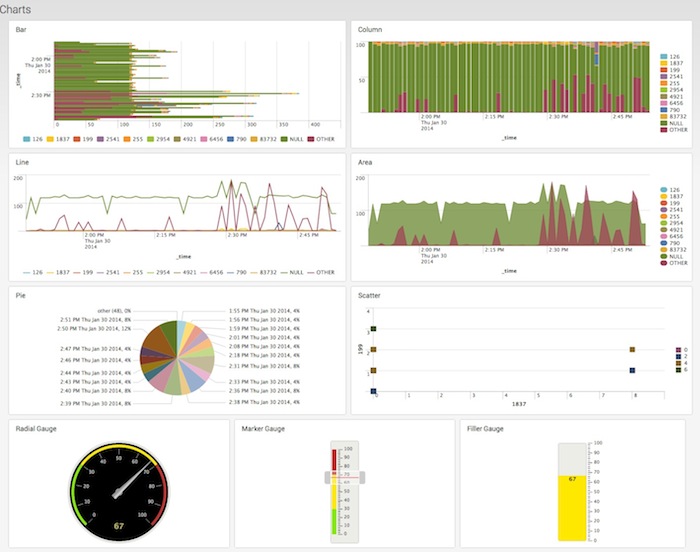 Charts
Bar
2:00 PM
Thu Jan 30
2014
_time
2:30 PM
0 50 100 150 200 250 300 350 400
126 1837 199 2541 255 2954 4921 6456 790 83732 NULL OTHER
Column
100
50
2:00 PM 2:15 PM 2:30 PM 2:45 PM
Thu Jan 30
2014
_time
126
1837
199
2541
255
2954
4921
6456
790
83732
NULL
OTHER
Line
200
100
2:00 PM 2:15 PM 2:30 PM 2:45 PM
Thu Jan 30
2014
_time
126 1837 199 2541 255 2954 4921 6456 790 83732 NULL OTHER
Area
200
100
2:00 PM 2:15 PM 2:30 PM 2:45 PM
Thu Jan 30
2014
_time
126
1837
199
2541
255
2954
4921
6456
790
83732
NULL
OTHER
Pie
other (48), 0%
2:51 PM Thu Jan 30 2014, 8%
2:50 PM Thu Jan 30 2014, 12%
2:47 PM Thu Jan 30 2014, 4%
2:46 PM Thu Jan 30 2014, 4%
2:44 PM Thu Jan 30 2014, 4%
2:43 PM Thu Jan 30 2014, 4%
2:40 PM Thu Jan 30 2014, 8%
2:39 PM Thu Jan 30 2014, 8%
1:55 PM Thu Jan 30 2014, 4%
1:56 PM Thu Jan 30 2014, 4%
1:59 PM Thu Jan 30 2014, 4%
2:01 PM Thu Jan 30 2014, 4%
2:08 PM Thu Jan 30 2014, 4%
2:18 PM Thu Jan 30 2014, 4%
2:31 PM Thu Jan 30 2014, 8%
2:33 PM Thu Jan 30 2014, 4%
2:36 PM Thu Jan 30 2014, 8%
2:38 PM Thu Jan 30 2014, 4%
Scatter
4
3
2
1
199
0 1 2 3 4 5 6 7 8
1837
0
2
4
6
Radial Gauge
0 10 20 30 40 50 60 70 80 90 100
67
Marker Gauge
100
90
80
70
60
50
40
30
20
10
0
Filler Gauge
67
100
90
80
70
60
50
40
30
20
10
0